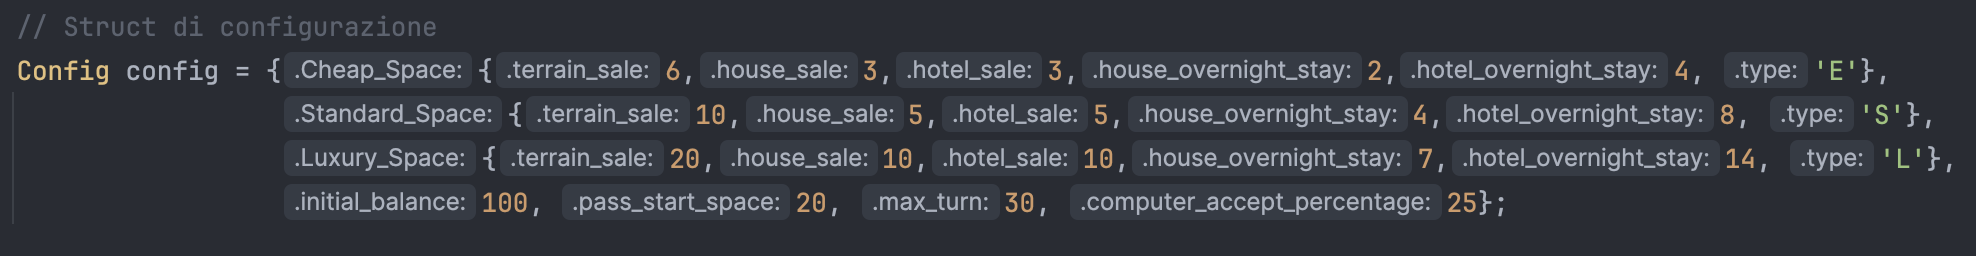 // Struct di configurazione
Config config = { .Cheap_Space: { .terrain_sale: 6, .house_sale: 3, .hotel_sale: 3, .house_overnight_stay: 2, .hotel_overnight_stay: 4, .type: 'E'},
.Standard_Space: { .terrain_sale: 10, .house_sale: 5, .hotel_sale: 5, .house_overnight_stay: 4, .hotel_overnight_stay: 8, .type: 'S'},
.Luxury_Space: { .terrain_sale: 20, .house_sale: 10, .hotel_sale: 10, .house_overnight_stay: 7, .hotel_overnight_stay: 14, .type: 'L'},
.initial_balance: 100, .pass_start_space: 20, .max_turn: 30, .computer_accept_percentage: 25};